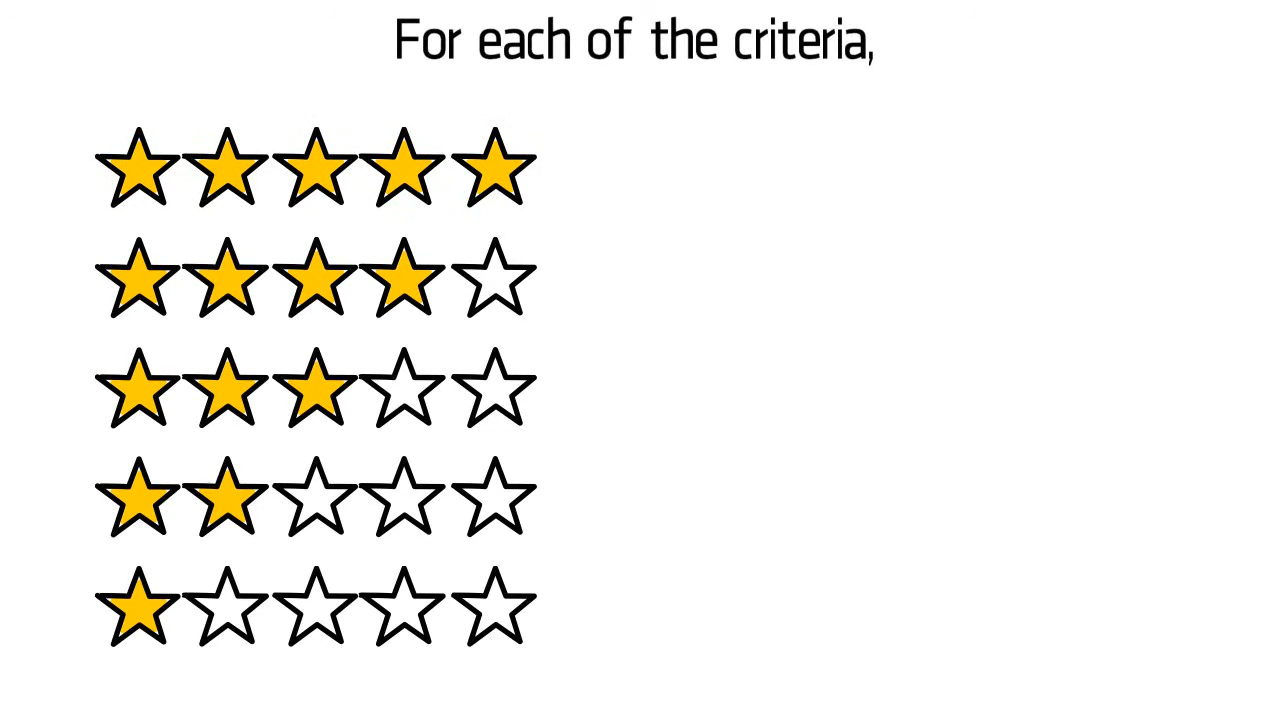 For each of the criteria,